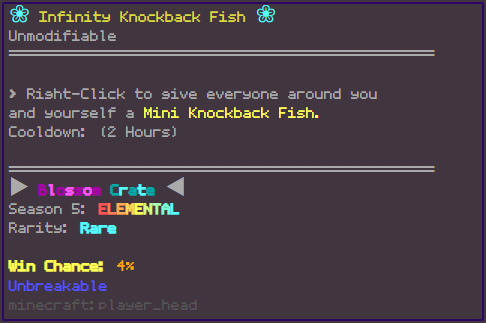 ❀ Infinity Knockback Fish ❀
Unmodifiable
> Right-Click to give everyone around you
and yourself a Mini Knockback Fish.
Cooldown: (2 Hours)
▶ Blossom Crate ◀
Season 5: ELEMENTAL
Rarity: Rare
Win Chance: 4%
Unbreakable
minecraft:player_head